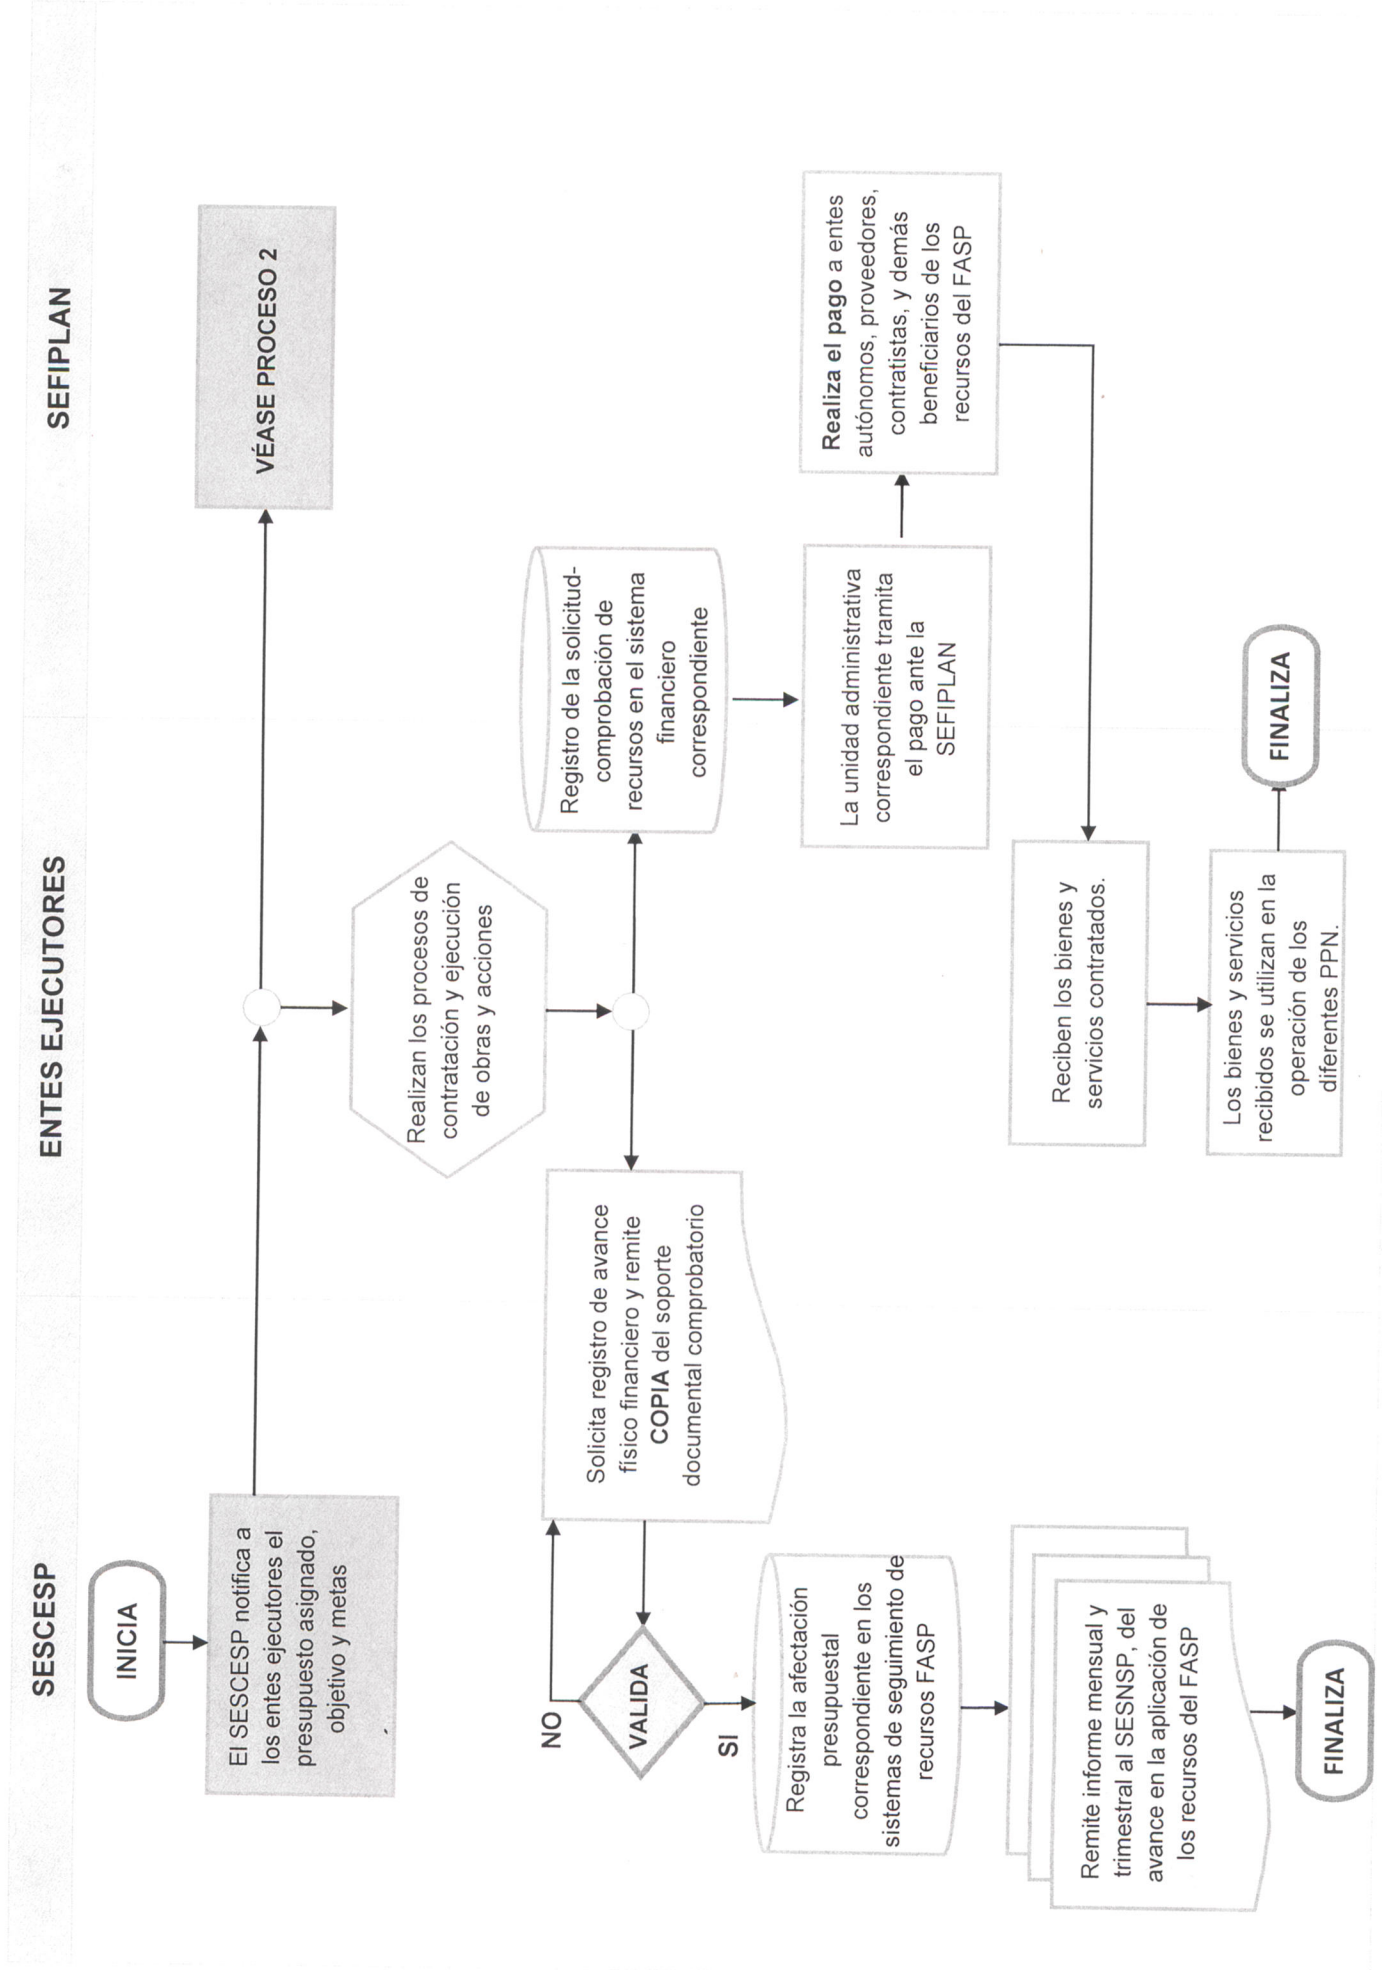 SESCESP
ENTES EJECUTORES
SEFIPLAN
INICIA
El SESCESP notifica a
los entes ejecutores el
presupuesto asignado,
objetivo y metas
VÉASE PROCESO 2
Realizan los procesos de
contratación y ejecución
de obras y acciones
Solicita registro de avance
físico financiero y remite
COPIA del soporte
documental comprobatorio
Registro de la solicitud-
comprobación de
recursos en el sistema
financiero
correspondiente
NO
VALIDA
SI
Registra la afectación
presupuestal
correspondiente en los
sistemas de seguimiento de
recursos FASP
La unidad administrativa
correspondiente tramita
el pago ante la
SEFIPLAN
Realiza el pago a entes
autónomos, proveedores,
contratistas, y demás
beneficiarios de los
recursos del FASP
Remite informe mensual y
trimestral al SESNSP, del
avance en la aplicación de
los recursos del FASP
FINALIZA
Reciben los bienes y
servicios contratados.
Los bienes y servicios
recibidos se utilizan en la
operación de los
diferentes PPN.
FINALIZA